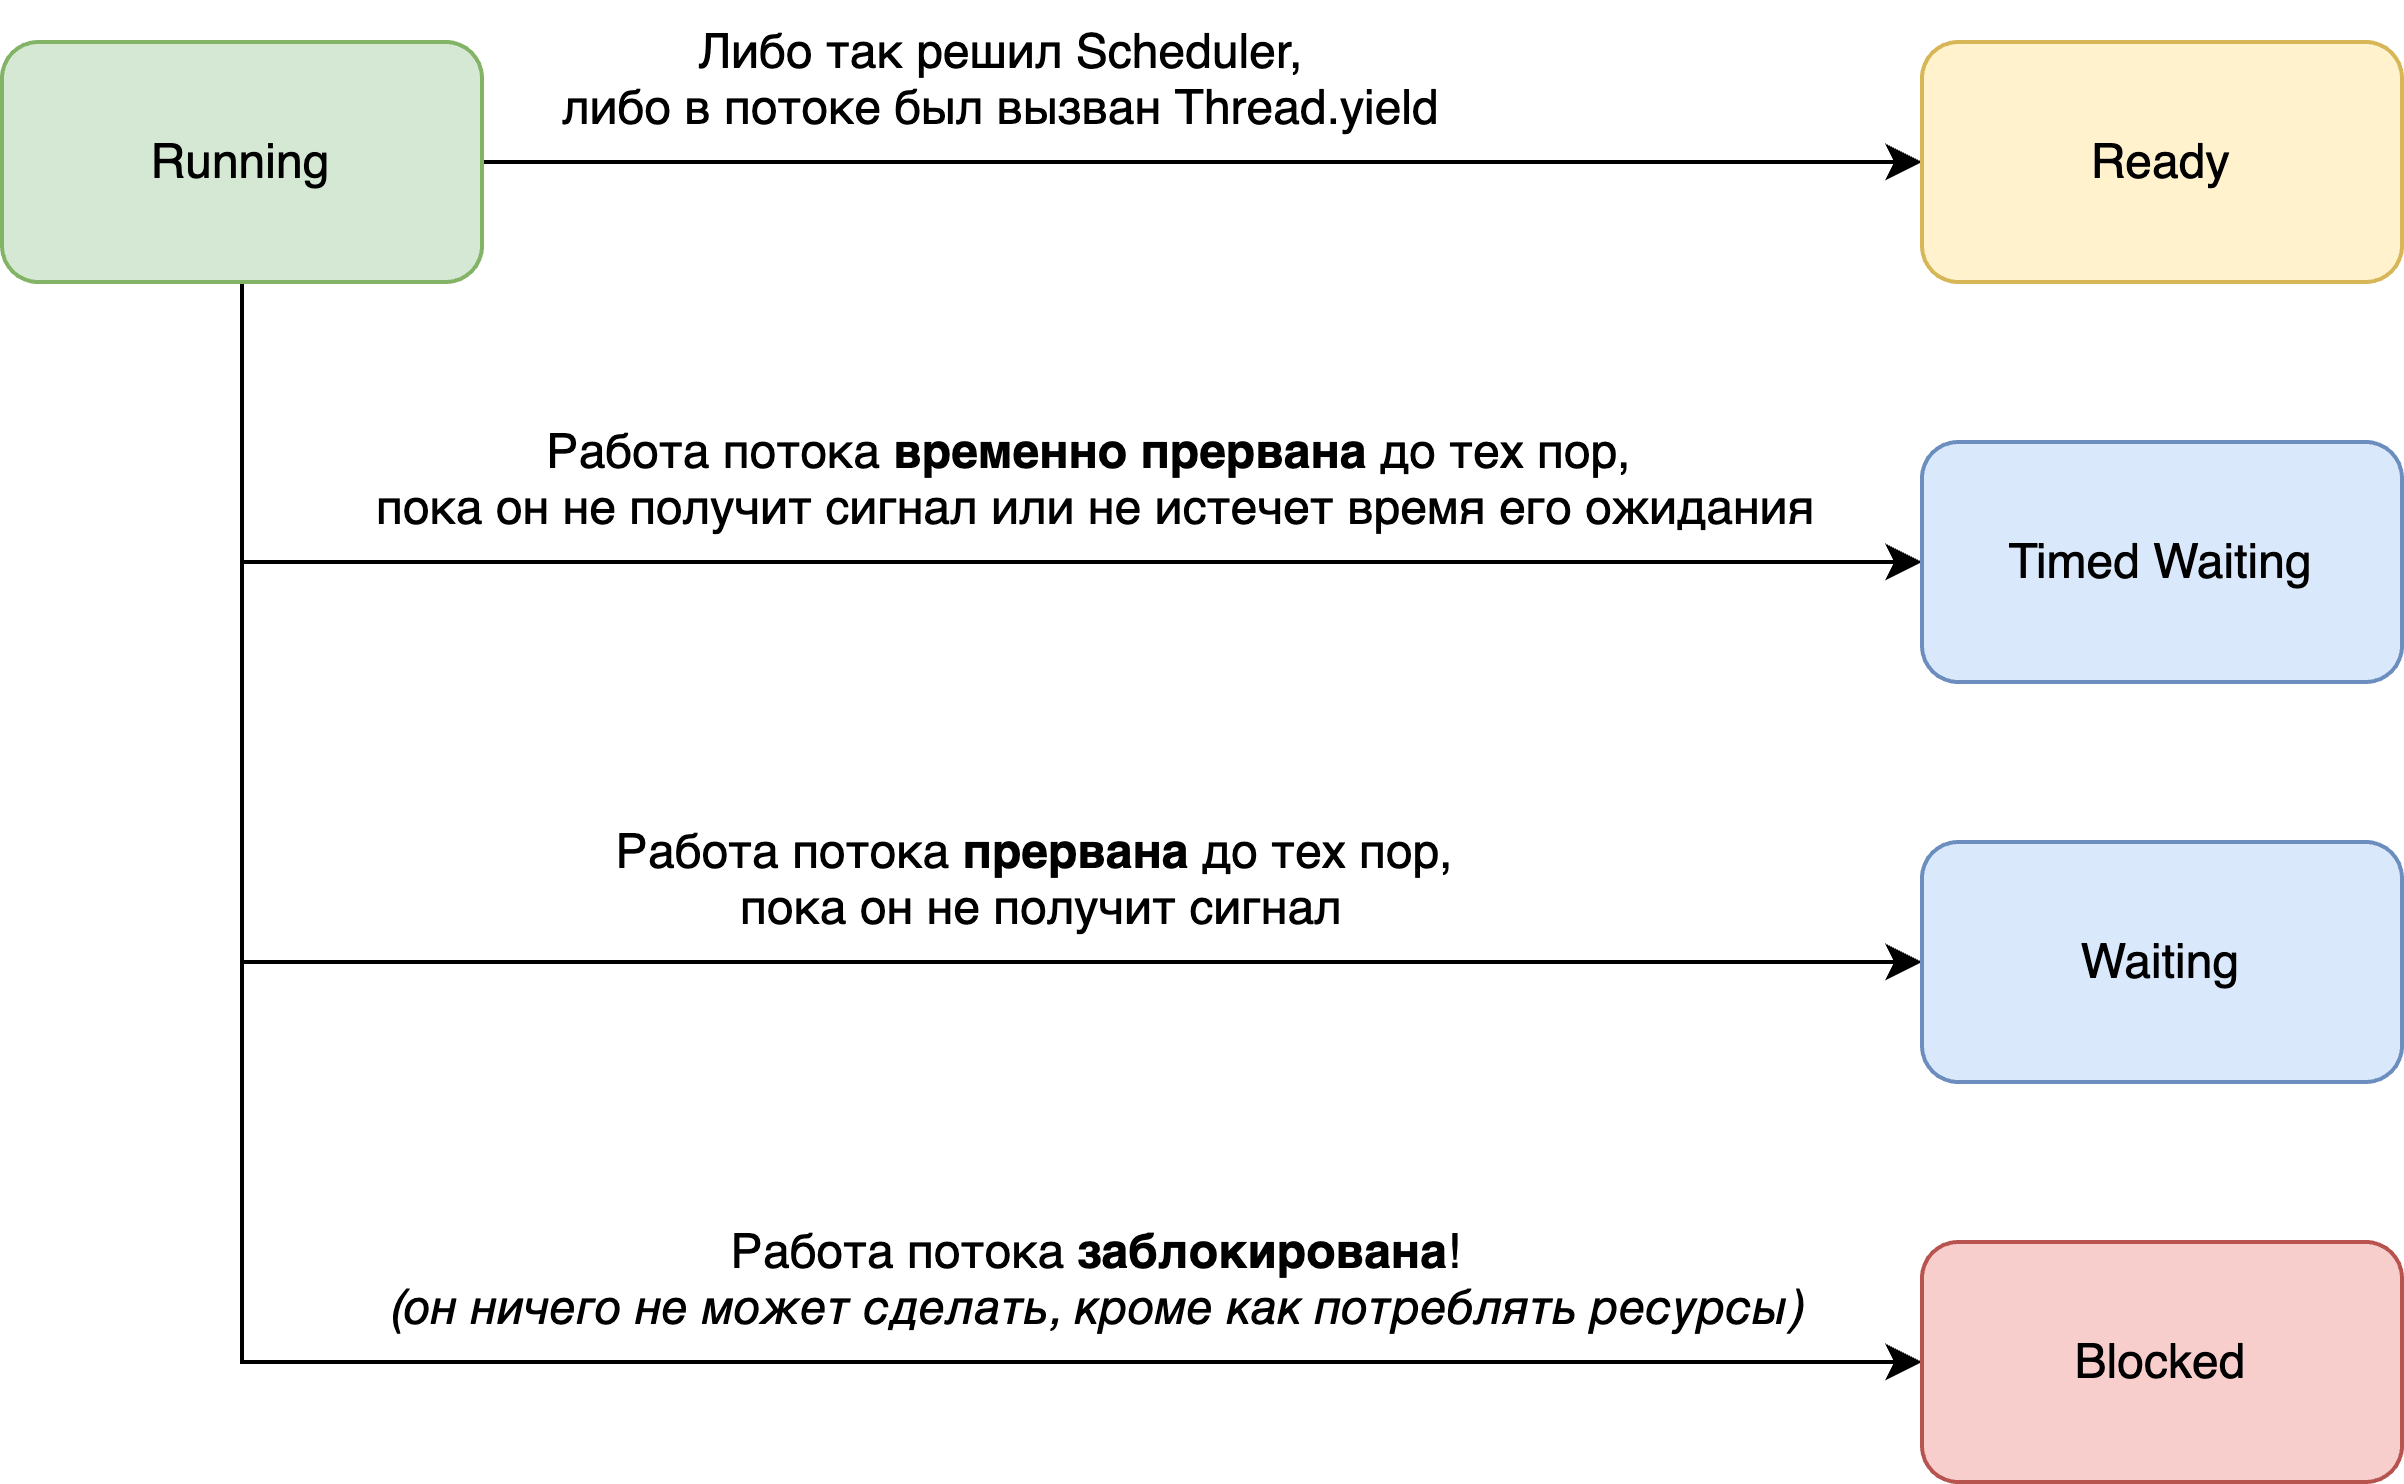 Либо так решил Scheduler,
либо в потоке был вызван Thread.yield
Running
Ready
Работа потока временно прервана до тех пор,
пока он не получит сигнал или не истечет время его ожидания
Timed Waiting
Работа потока прервана до тех пор,
пока он не получит сигнал
Waiting
Работа потока заблокирована!
(он ничего не может сделать, кроме как потреблять ресурсы)
Blocked